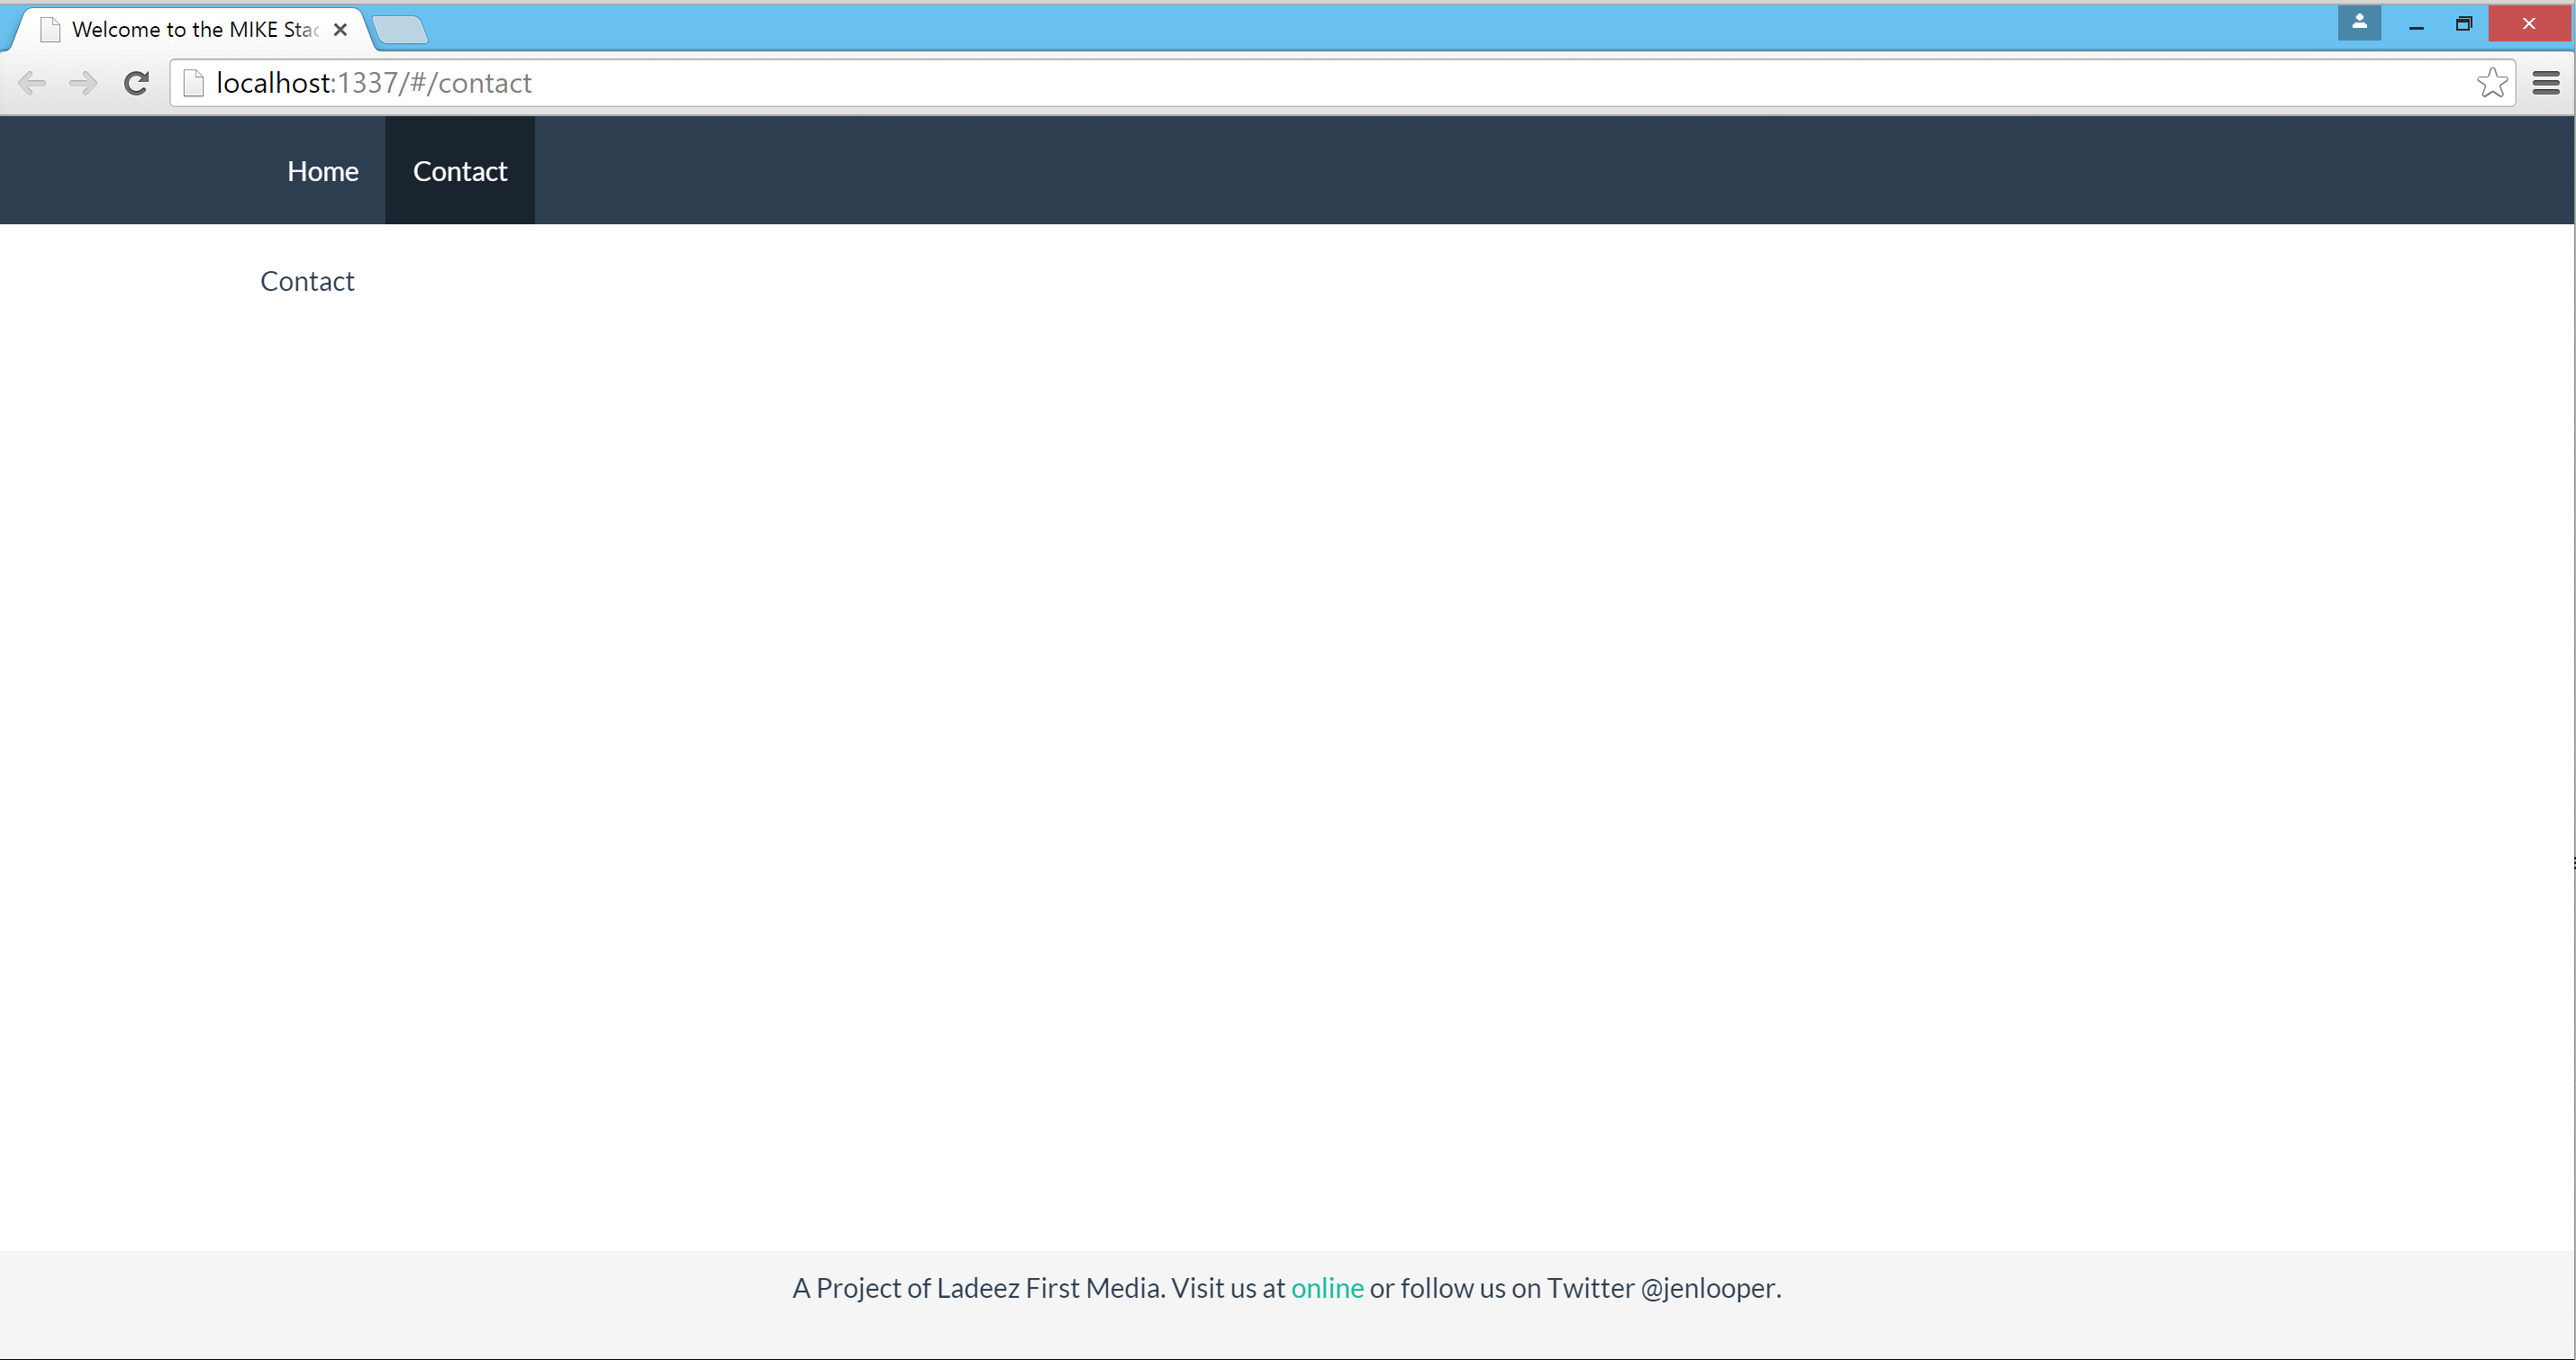 Welcome to the MIKE Stac
localhost:1337/#/contact
Home
Contact
Contact
A Project of Ladeez First Media. Visit us at online or follow us on Twitter @jenlooper.